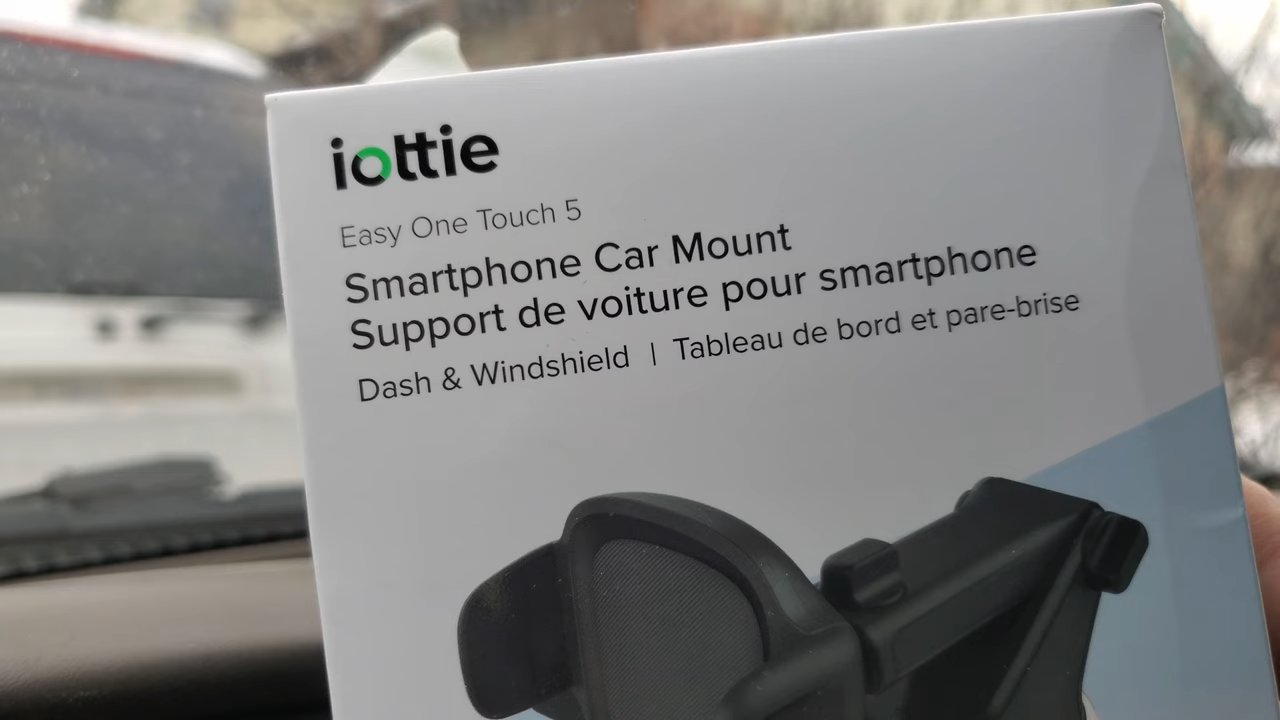 iottie
Easy One Touch 5
Smartphone Car Mount
Support de voiture pour smartphone
Dash & Windshield | Tableau de bord et pare-brise